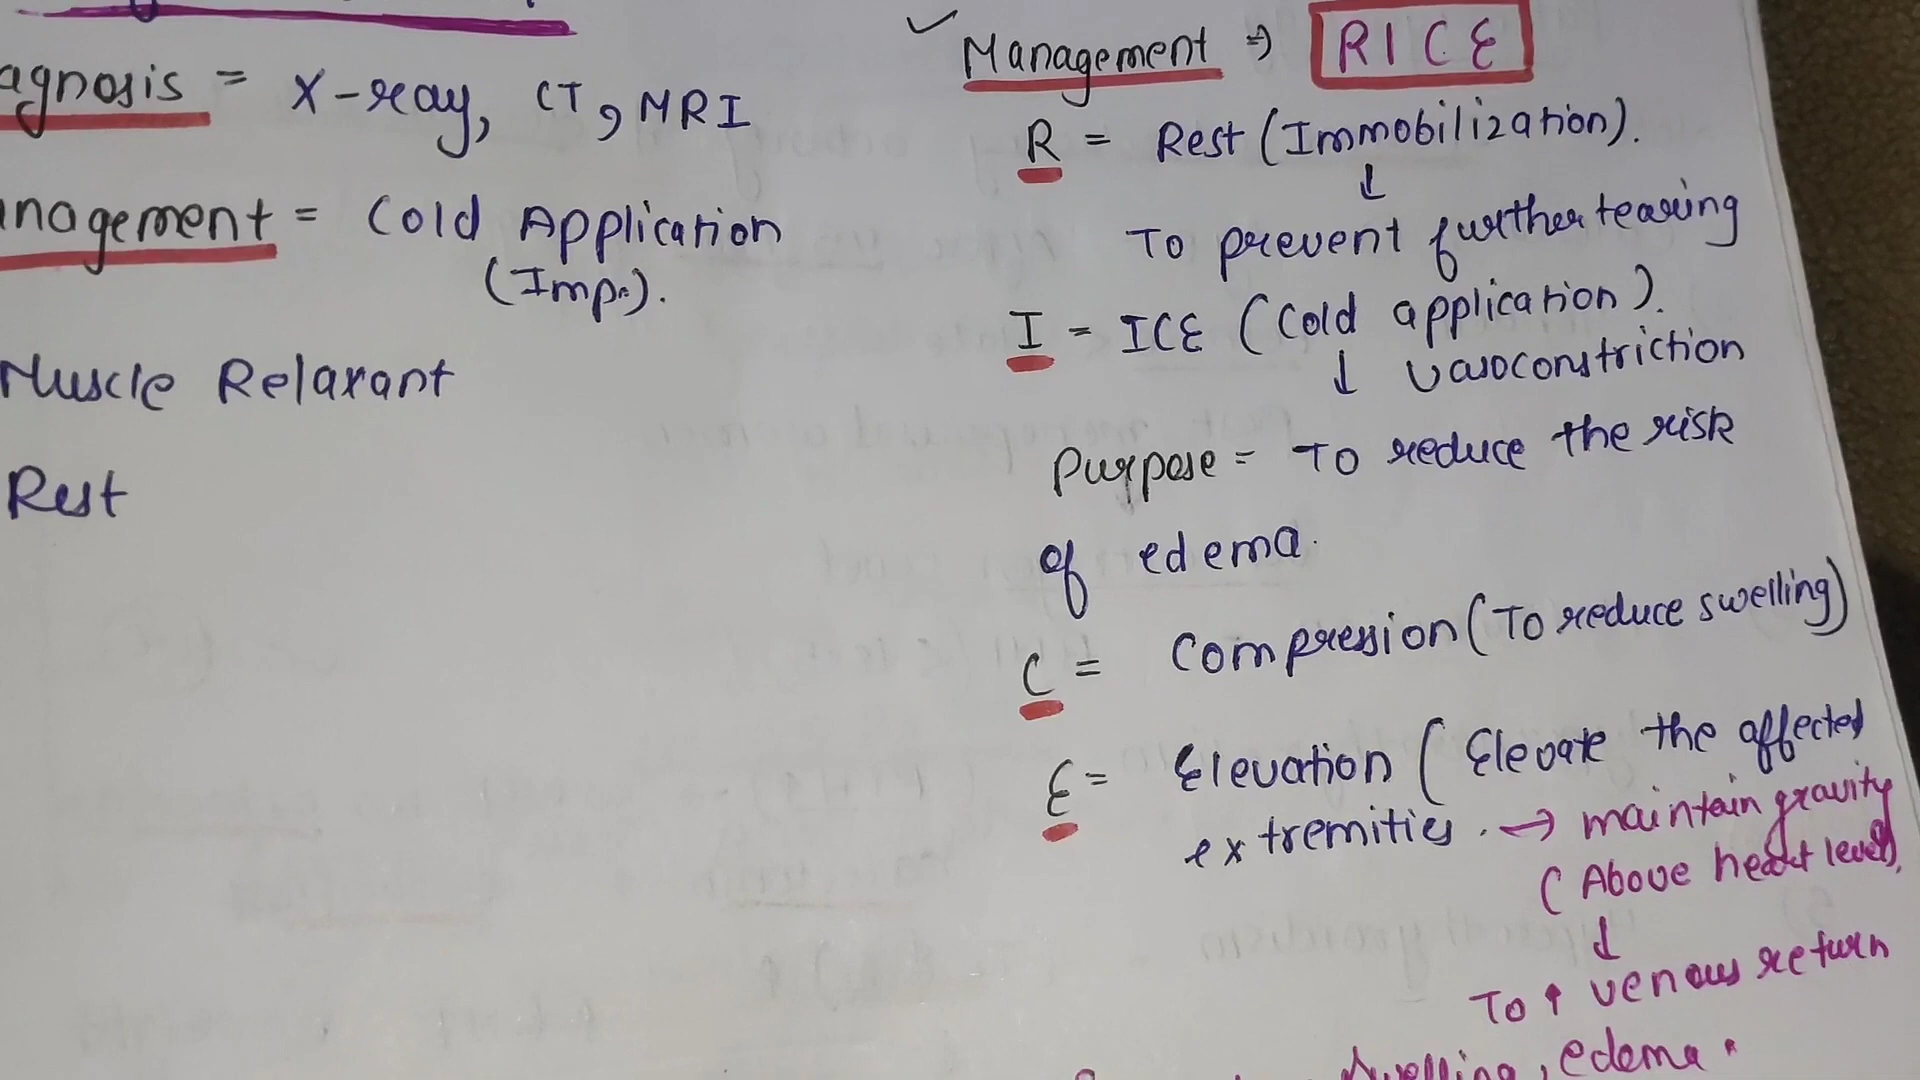 agnosis = X-ray, CT, MRI
anagement = Cold Application
(Imp.).
Muscle Relaxant
Rest
✓ Management ⇒ RICE
R = Rest (Immobilization).
↓
To prevent further tearing
I = ICE (Cold application).
↓ Vasoconstriction
Purpose = To reduce the risk
of edema.
C = Compression (To reduce swelling)
E = Elevation ( Elevate the affected
extremities. → maintain gravity
( Above heart level),
↓
To ↑ venous return
swelling, edema.